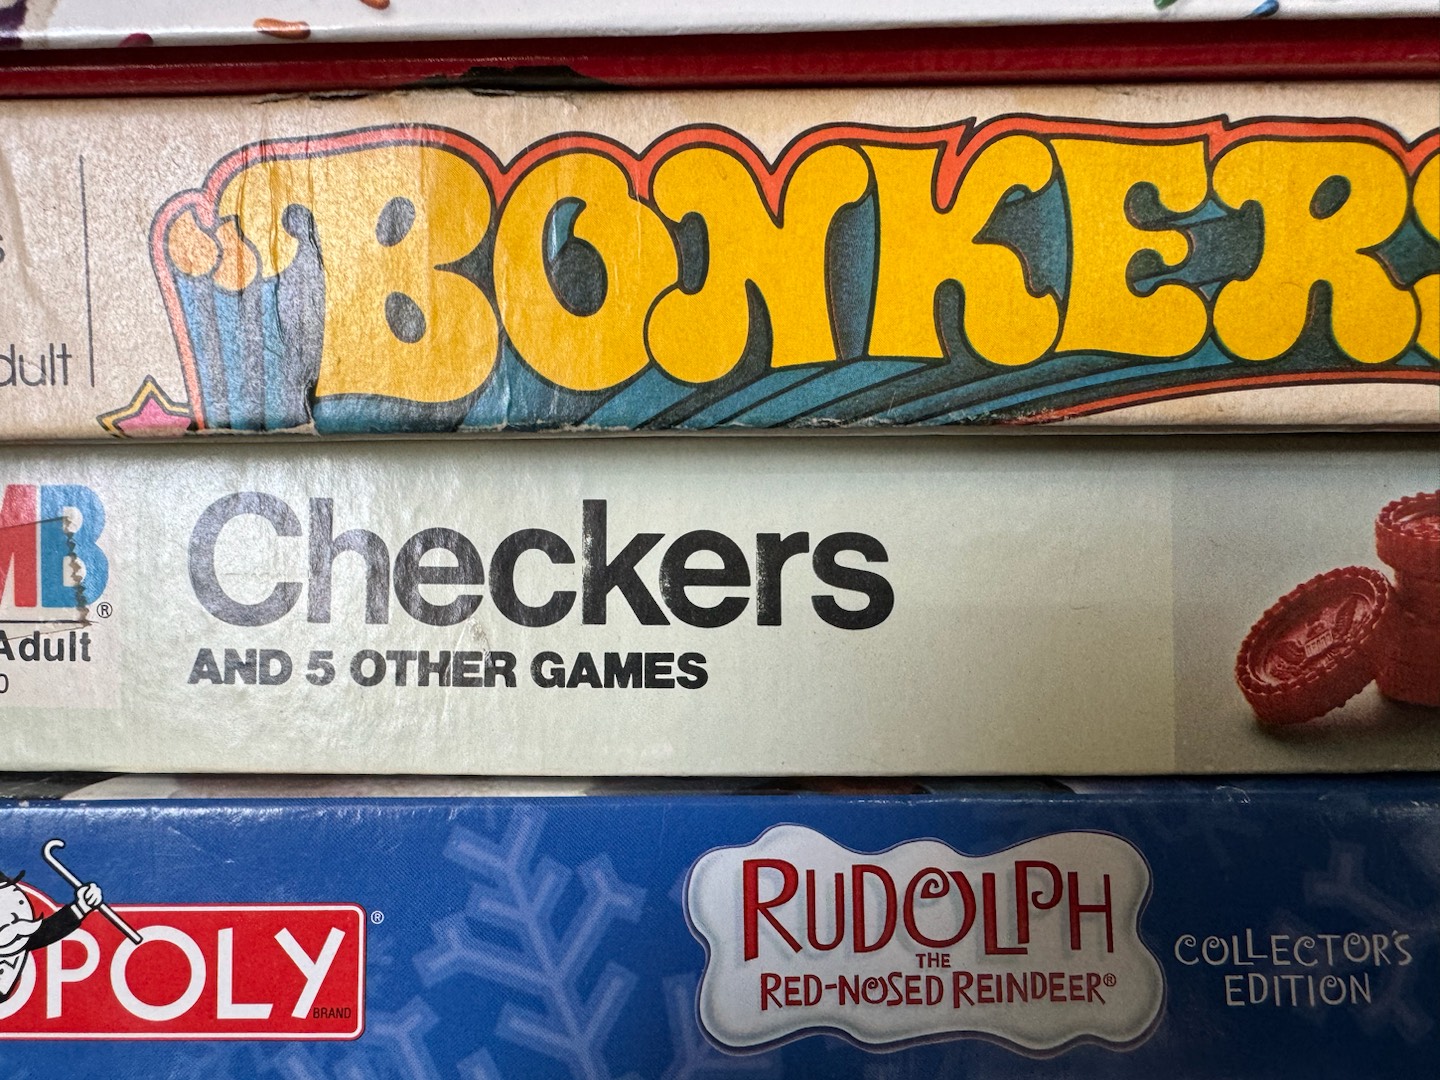 BONKERS
dult
MB®
Adult
Checkers
AND 5 OTHER GAMES
OPOLY®
BRAND
RUDOLPH
THE
RED-NOSED REINDEER®
COLLECTOR'S
EDITION